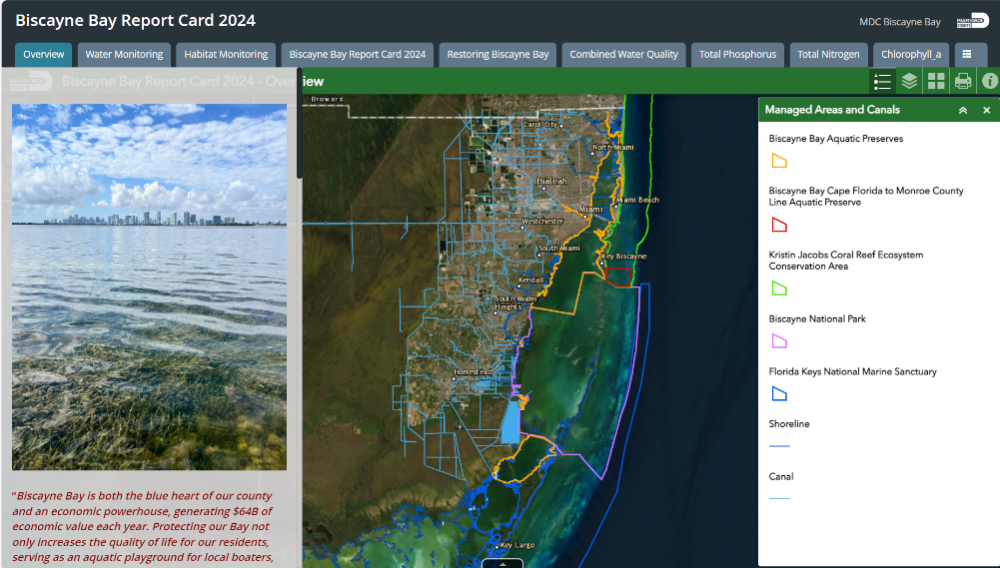 Biscayne Bay Report Card 2024
MDC Biscayne Bay
MIAMI-DADE
COUNTY
Overview
Water Monitoring
Habitat Monitoring
Biscayne Bay Report Card 2024
Restoring Biscayne Bay
Combined Water Quality
Total Phosphorus
Total Nitrogen
Chlorophyll_a
Biscayne Bay Report Card 2024 - Overview
"Biscayne Bay is both the blue heart of our county
and an economic powerhouse, generating $64B of
economic value each year. Protecting our Bay not
only increases the quality of life for our residents,
serving as an aquatic playground for local boaters,
Broward
Carol City
North Miami
Hialeah
Miami
Miami Beach
Westchester
South Miami
Key Biscayne
Kendall
South Miami
Heights
Homestead
Key Largo
Managed Areas and Canals
Biscayne Bay Aquatic Preserves
Biscayne Bay Cape Florida to Monroe County
Line Aquatic Preserve
Kristin Jacobs Coral Reef Ecosystem
Conservation Area
Biscayne National Park
Florida Keys National Marine Sanctuary
Shoreline
Canal